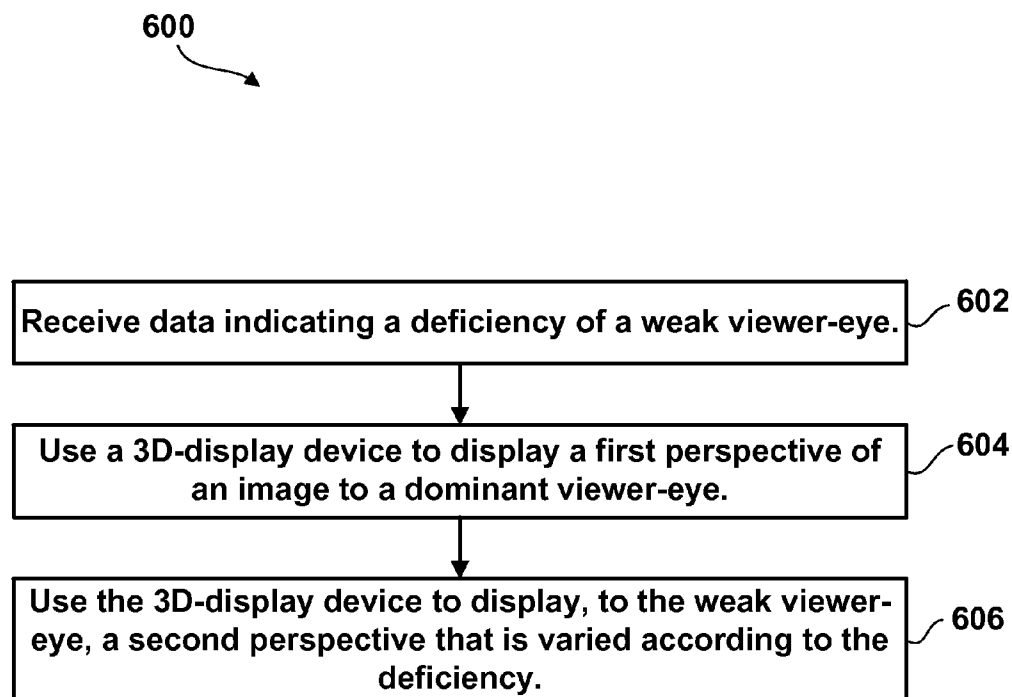 600
Receive data indicating a deficiency of a weak viewer-eye.
602
Use a 3D-display device to display a first perspective of
an image to a dominant viewer-eye.
604
Use the 3D-display device to display, to the weak viewer-
eye, a second perspective that is varied according to the
deficiency.
606